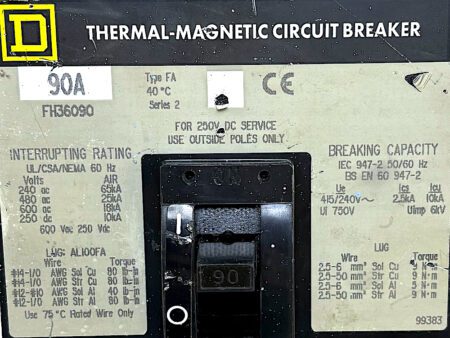 D
THERMAL-MAGNETIC CIRCUIT BREAKER
90A
FH36090
Type FA
40°C
Series 2
CE
FOR 250V DC SERVICE
USE OUTSIDE POLES ONLY
INTERRUPTING RATING
UL/CSA/NEMA 60 Hz
Volts AIR
240 ac 65kA
480 ac 25kA
600 ac 18kA
250 dc 10kA
600 Vac 250 Vdc
LUG: AL100FA
Wire Torque
#14-1/0 AWG Sol Cu 80 lb-in
#14-1/0 AWG Str Cu 80 lb-in
#12-#10 AWG Sol Al 40 lb-in
#12-1/0 AWG Str Al 80 lb-in
Use 75°C Rated Wire Only
ON
I
90
O
BREAKING CAPACITY
IEC 947-2 50/60 Hz
BS EN 60 947-2
Ue Ics Icu
415/240v~ 2.5kA 10kA
Ui 750V Uimp 6kV
LUG
Wire Torque
2.5-6 mm² Sol Cu 9 N·m
2.5-50 mm² Str Cu 9 N·m
2.5-6 mm² Sol Al 5 N·m
2.5-50 mm² Str Al 9 N·m
99383